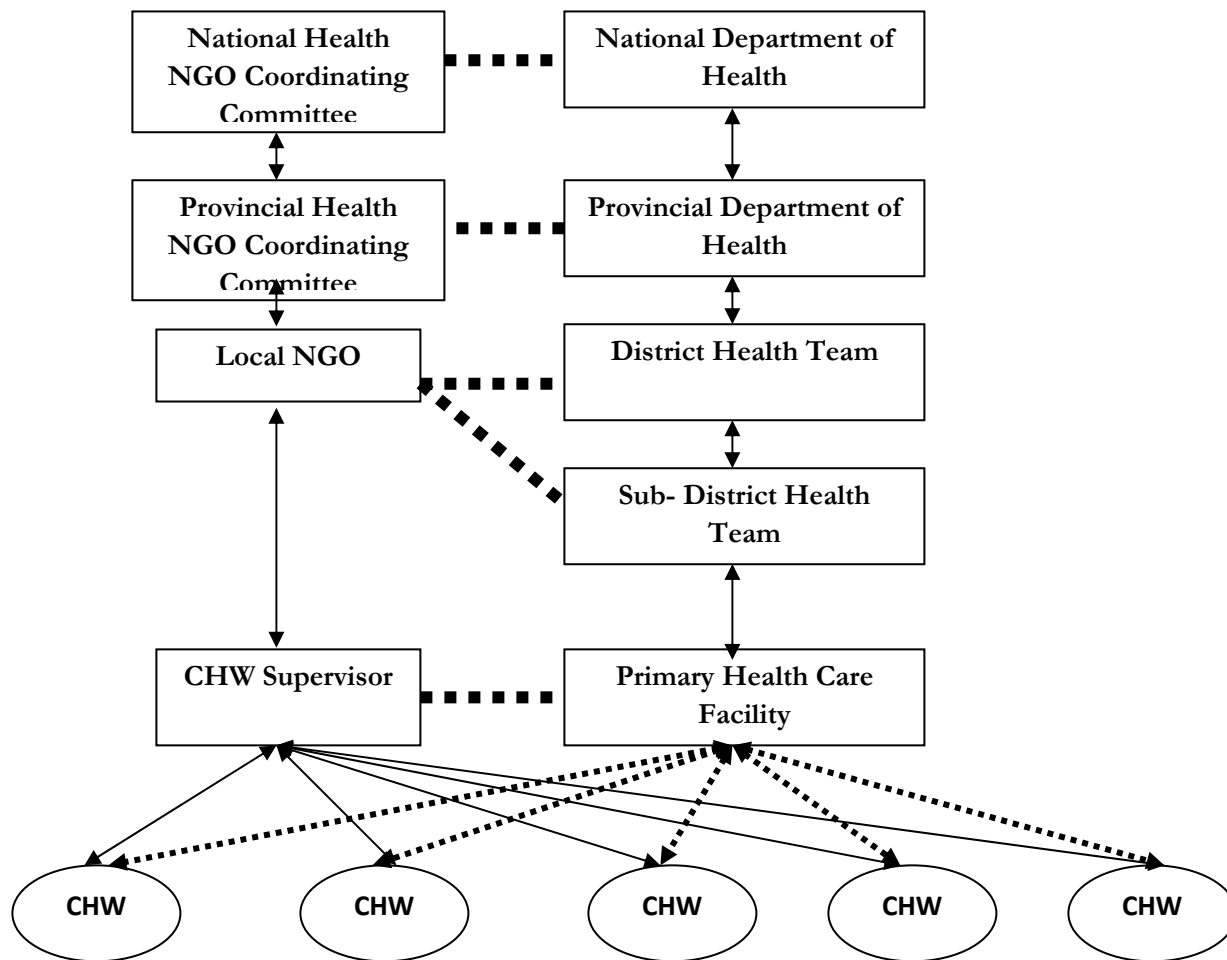 National Health
NGO Coordinating
Committee
National Department of
Health
Provincial Health
NGO Coordinating
Committee
Provincial Department of
Health
Local NGO
District Health Team
Sub- District Health
Team
CHW Supervisor
Primary Health Care
Facility
CHW
CHW
CHW
CHW
CHW